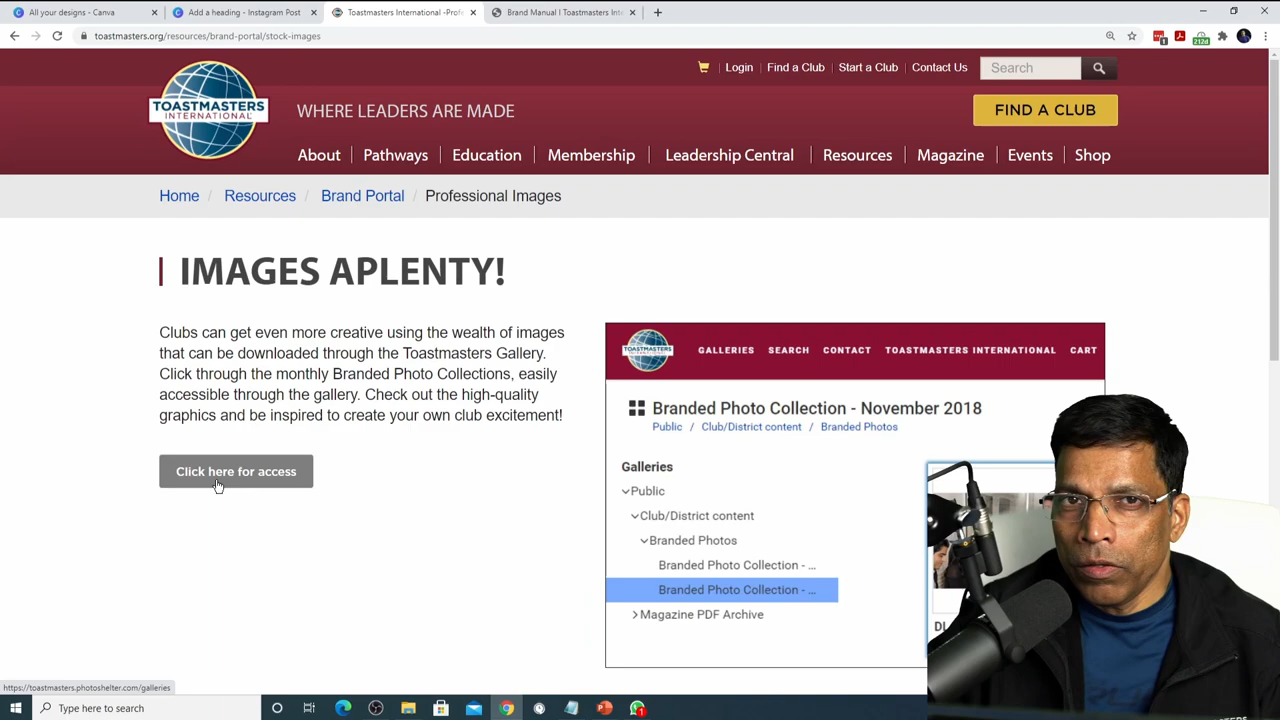 All your designs - Canva
Add a heading - Instagram Post
Toastmasters International -Profe
Brand Manual I Toastmasters Inte
toastmasters.org/resources/brand-portal/stock-images
1
212d
Login
Find a Club
Start a Club
Contact Us
Search
TOASTMASTERS
INTERNATIONAL
WHERE LEADERS ARE MADE
FIND A CLUB
About
Pathways
Education
Membership
Leadership Central
Resources
Magazine
Events
Shop
Home / Resources / Brand Portal / Professional Images
IMAGES APLENTY!
Clubs can get even more creative using the wealth of images
that can be downloaded through the Toastmasters Gallery.
Click through the monthly Branded Photo Collections, easily
accessible through the gallery. Check out the high-quality
graphics and be inspired to create your own club excitement!
Click here for access
TOASTMASTERS
GALLERIES SEARCH CONTACT TOASTMASTERS INTERNATIONAL CART
Branded Photo Collection - November 2018
Public / Club/District content / Branded Photos
Galleries
Public
Club/District content
Branded Photos
Branded Photo Collection - ...
Branded Photo Collection - ...
Magazine PDF Archive
https://toastmasters.photoshelter.com/galleries
Type here to search
1